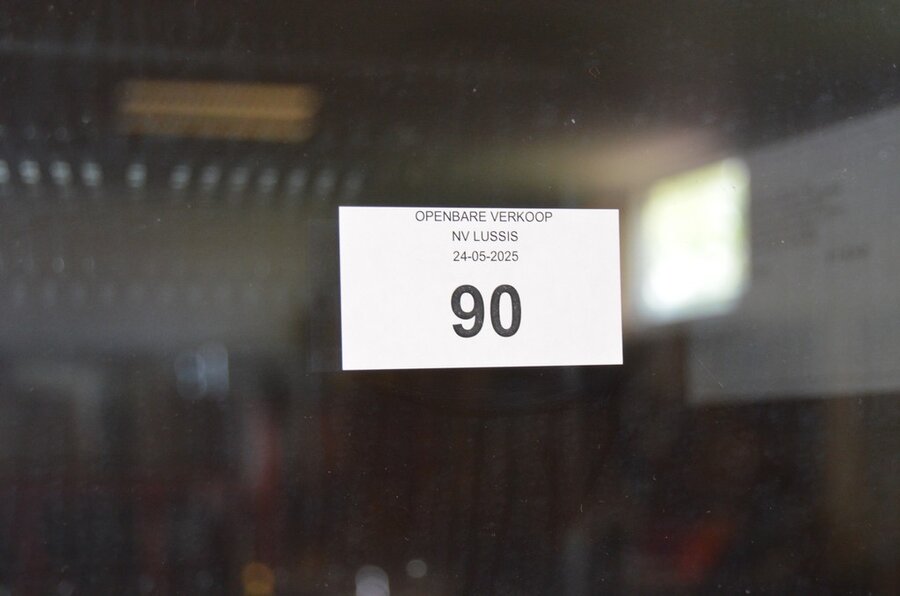 OPENBARE VERKOOP
NV LUSSIS
24-05-2025
90